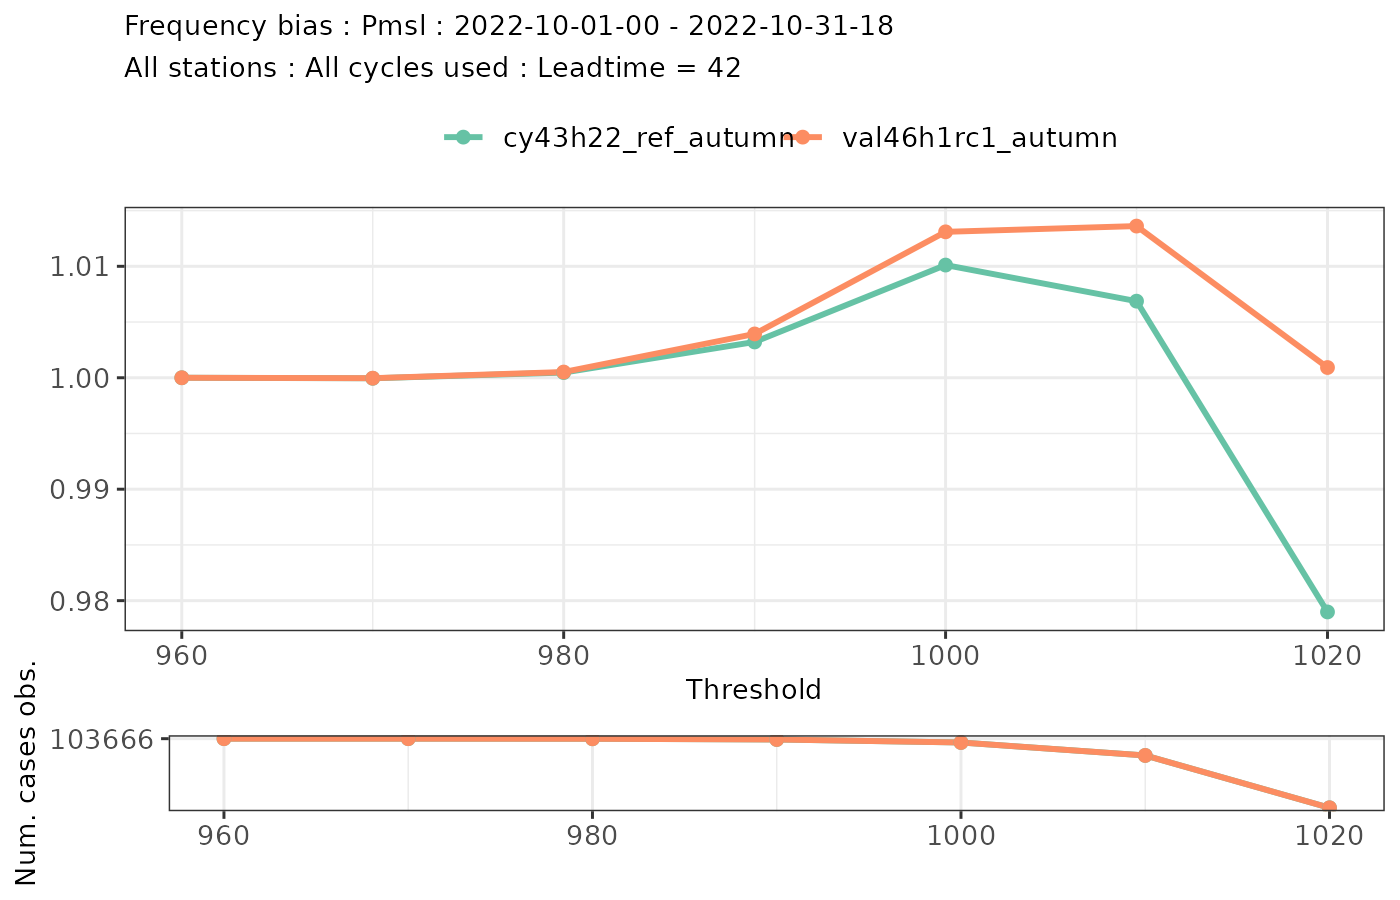 Frequency bias : Pmsl : 2022-10-01-00 - 2022-10-31-18
All stations : All cycles used : Leadtime = 42
cy43h22_ref_autumn val46h1rc1_autumn
1.01
1.00
0.99
0.98
960 980 1000 1020
Threshold
Num. cases obs.
103666
960 980 1000 1020